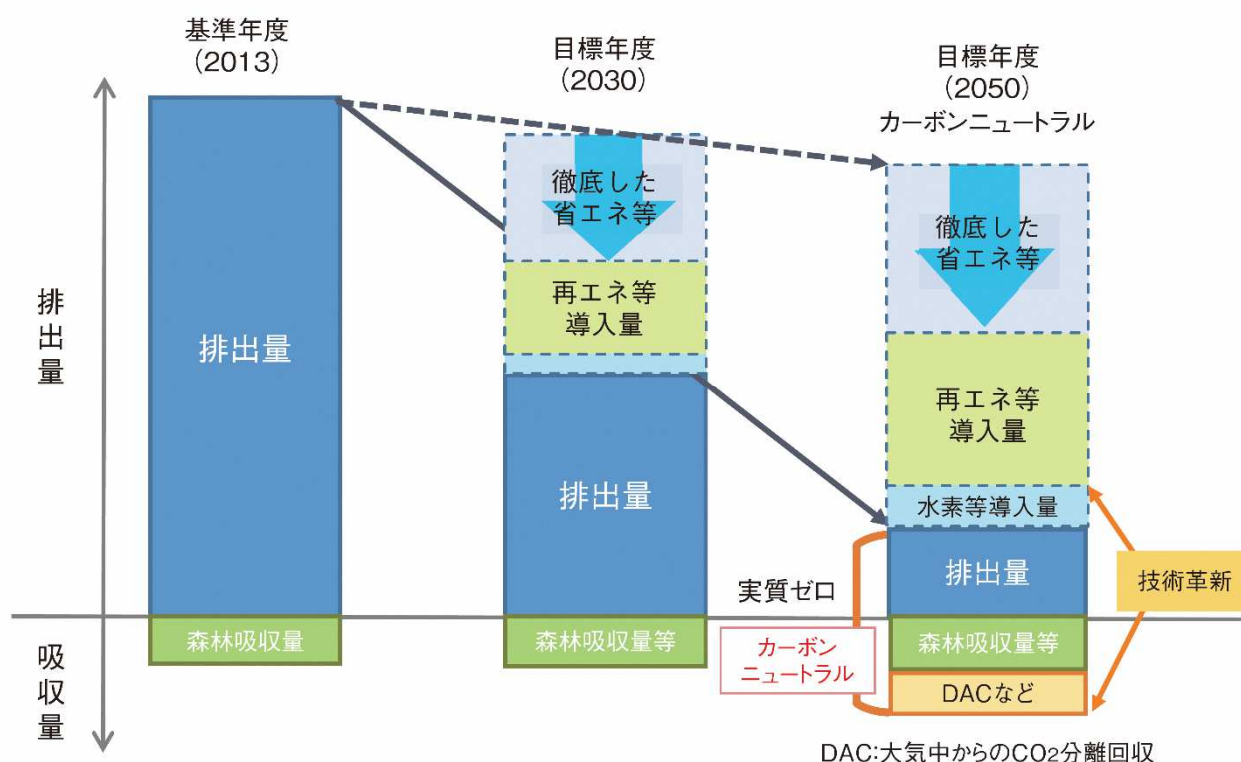 基準年度
(2013)
目標年度
(2030)
目標年度
(2050)
カーボンニュートラル
排出量
吸収量
排出量
森林吸収量
徹底した
省エネ等
再エネ等
導入量
排出量
森林吸収量等
徹底した
省エネ等
再エネ等
導入量
水素等導入量
排出量
森林吸収量等
DACなど
実質ゼロ
カーボン
ニュートラル
技術革新
DAC:大気中からのCO2分離回収